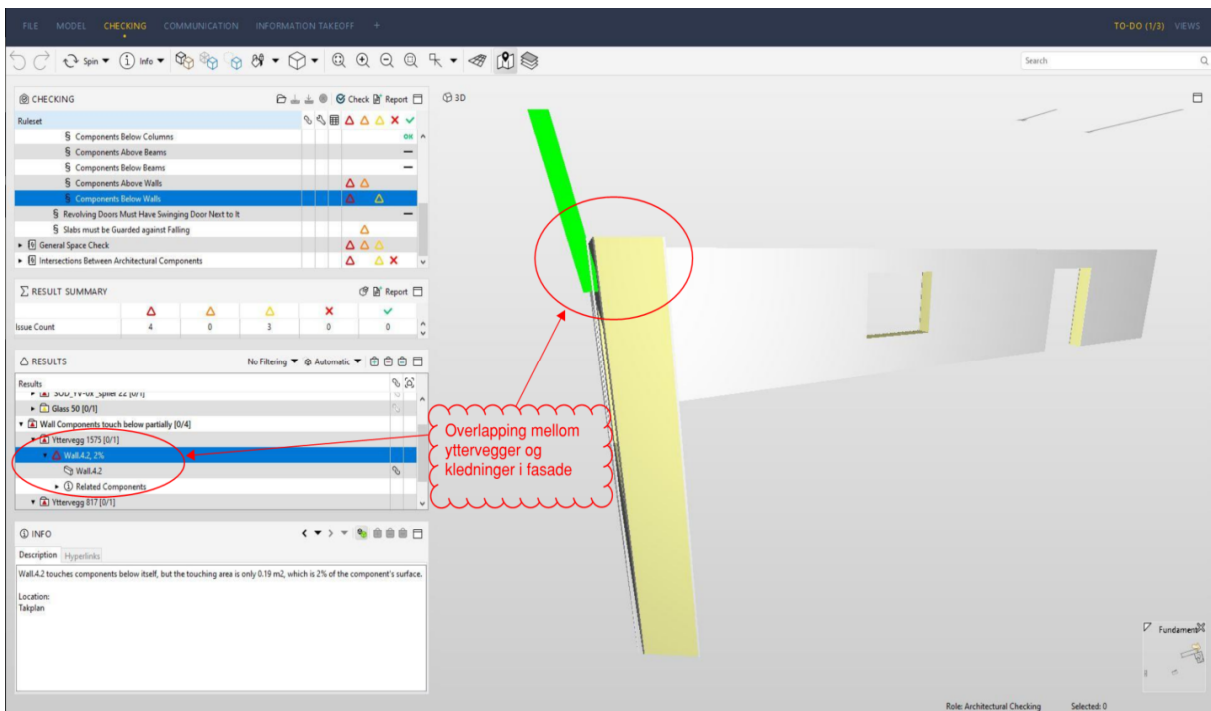 FILE MODEL CHECKING COMMUNICATION INFORMATION TAKEOFF + TO-DO (1/3) VIEWS
Spin Info Search
CHECKING Check Report
3D
Ruleset
§ Components Below Columns OK
§ Components Above Beams
§ Components Below Beams
§ Components Above Walls
§ Components Below Walls
§ Revolving Doors Must Have Swinging Door Next to It
§ Slabs must be Guarded against Falling
General Space Check
Intersections Between Architectural Components
RESULT SUMMARY Report
Issue Count 4 0 3 0 0
RESULTS No Filtering Automatic
Results
Glass 50 [0/1]
Wall Components touch below partially [0/4]
Yttervegg 1575 [0/1]
Wall.4.2, 2%
Wall.4.2
Related Components
Yttervegg 817 [0/1]
Overlapping mellom
yttervegger og
kledninger i fasade
INFO
Description Hyperlinks
Wall.4.2 touches components below itself, but the touching area is only 0.19 m2, which is 2% of the component's surface.
Location:
Takplan
Fundament
Role: Architectural Checking Selected: 0